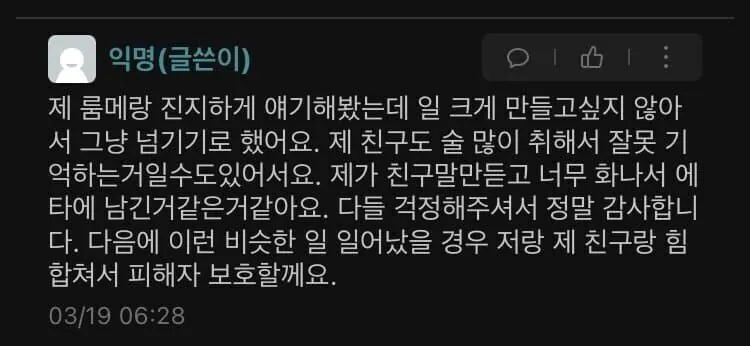 익명(글쓴이)
제 룸메랑 진지하게 얘기해봤는데 일 크게 만들고싶지 않아
서 그냥 넘기기로 했어요. 제 친구도 술 많이 취해서 잘못 기
억하는거일수도있어서요. 제가 친구말만듣고 너무 화나서 에
타에 남긴거같은거같아요. 다들 걱정해주셔서 정말 감사합니
다. 다음에 이런 비슷한 일 일어났을 경우 저랑 제 친구랑 힘
합쳐서 피해자 보호할께요.
03/19 06:28